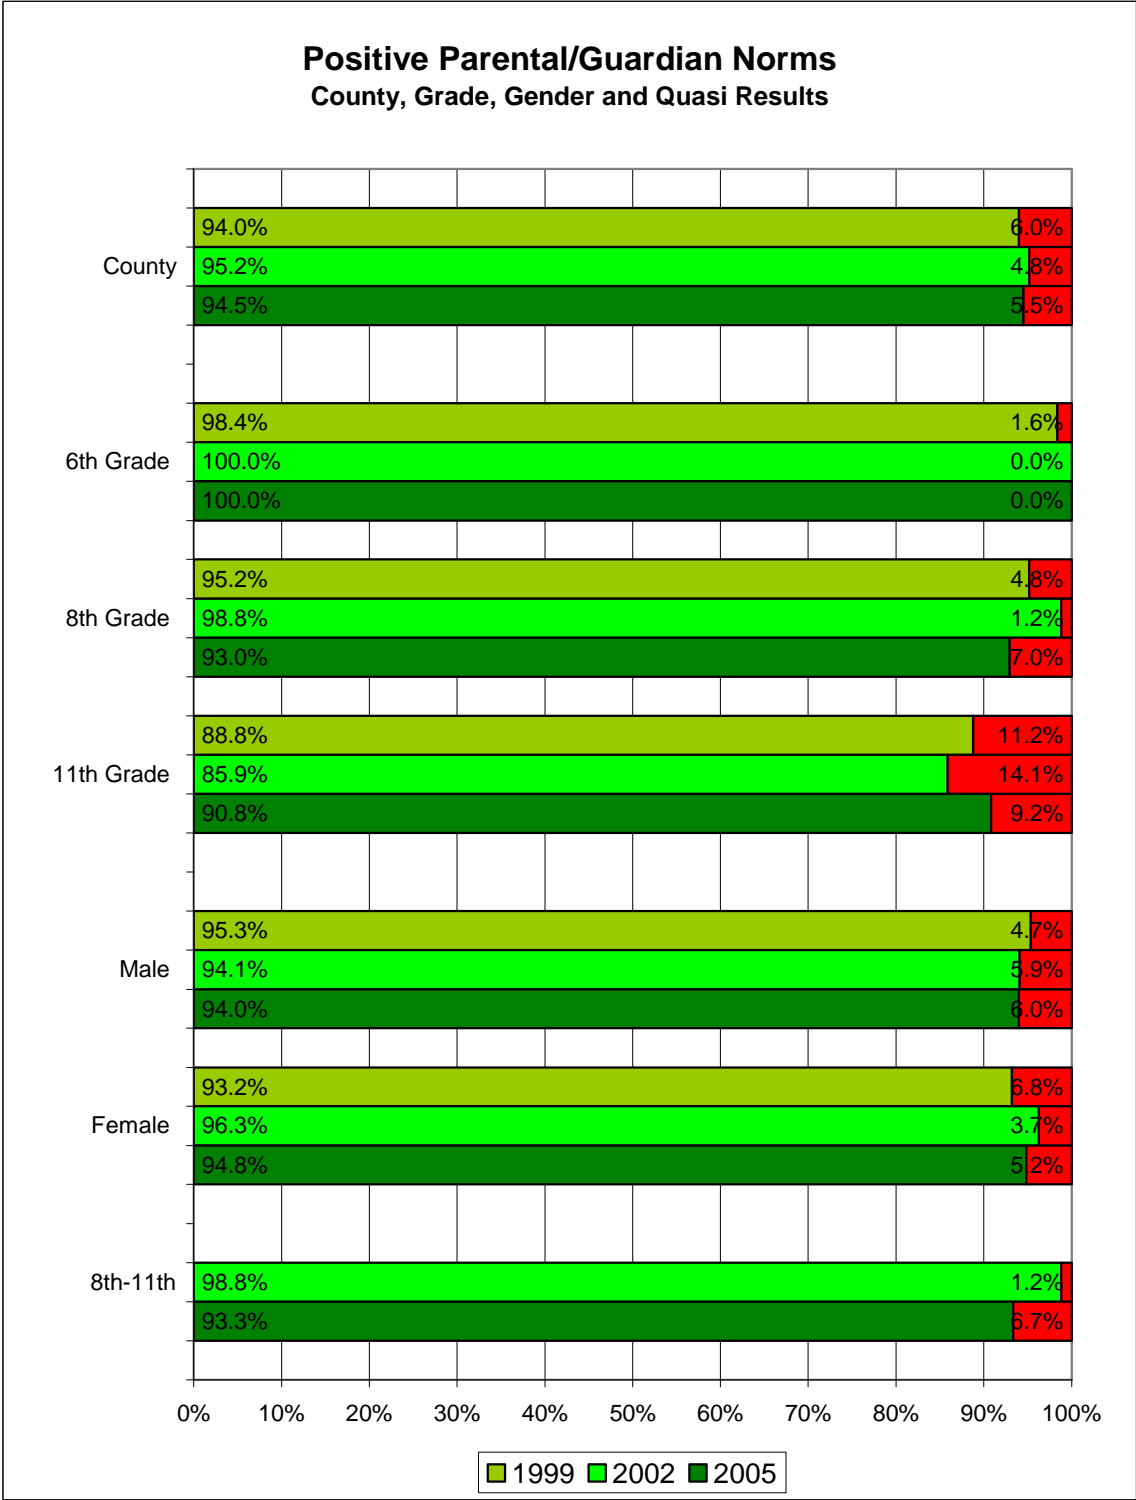 Positive Parental/Guardian Norms
County, Grade, Gender and Quasi Results
94.0% 6.0%
County 95.2% 4.8%
94.5% 5.5%
98.4% 1.6%
6th Grade 100.0% 0.0%
100.0% 0.0%
95.2% 4.8%
8th Grade 98.8% 1.2%
93.0% 7.0%
88.8% 11.2%
11th Grade 85.9% 14.1%
90.8% 9.2%
95.3% 4.7%
Male 94.1% 5.9%
94.0% 6.0%
93.2% 6.8%
Female 96.3% 3.7%
94.8% 5.2%
8th-11th 98.8% 1.2%
93.3% 6.7%
0% 10% 20% 30% 40% 50% 60% 70% 80% 90% 100%
1999 2002 2005